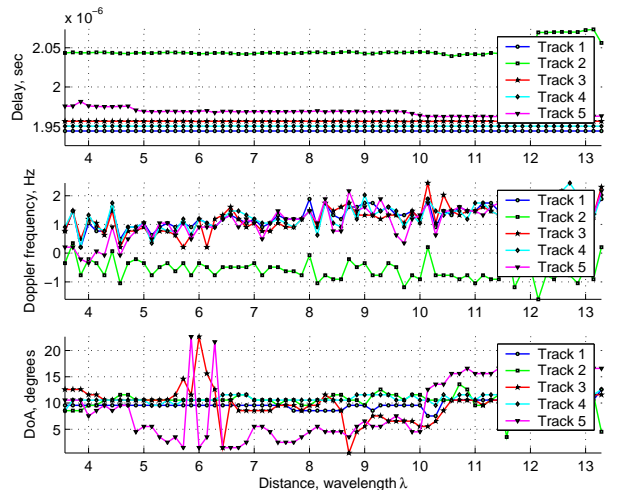 x 10⁻⁶
2.05
2
1.95
Delay, sec
Track 1
Track 2
Track 3
Track 4
Track 5
4 5 6 7 8 9 10 11 12 13
2
1
0
−1
Doppler frequency, Hz
Track 1
Track 2
Track 3
Track 4
Track 5
4 5 6 7 8 9 10 11 12 13
20
15
10
5
DoA, degrees
Track 1
Track 2
Track 3
Track 4
Track 5
4 5 6 7 8 9 10 11 12 13
Distance, wavelength λ